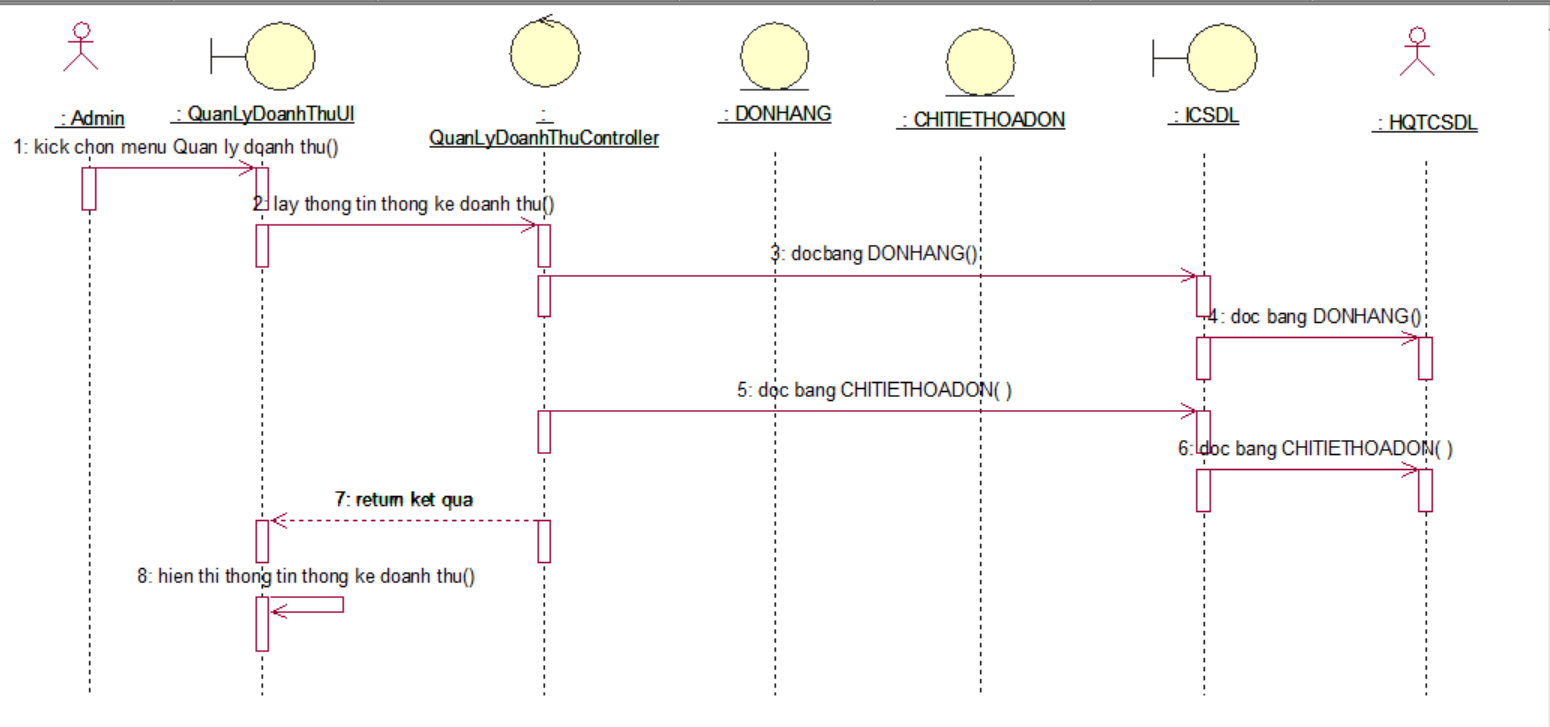 : Admin
: QuanLyDoanhThuUI
:
QuanLyDoanhThuController
: DONHANG
: CHITIETHOADON
: ICSDL
: HQTCSDL
1: kick chon menu Quan ly doanh thu()
2: lay thong tin thong ke doanh thu()
3: docbang DONHANG()
4: doc bang DONHANG()
5: doc bang CHITIETHOADON( )
6: doc bang CHITIETHOADON( )
7: return ket qua
8: hien thi thong tin thong ke doanh thu()